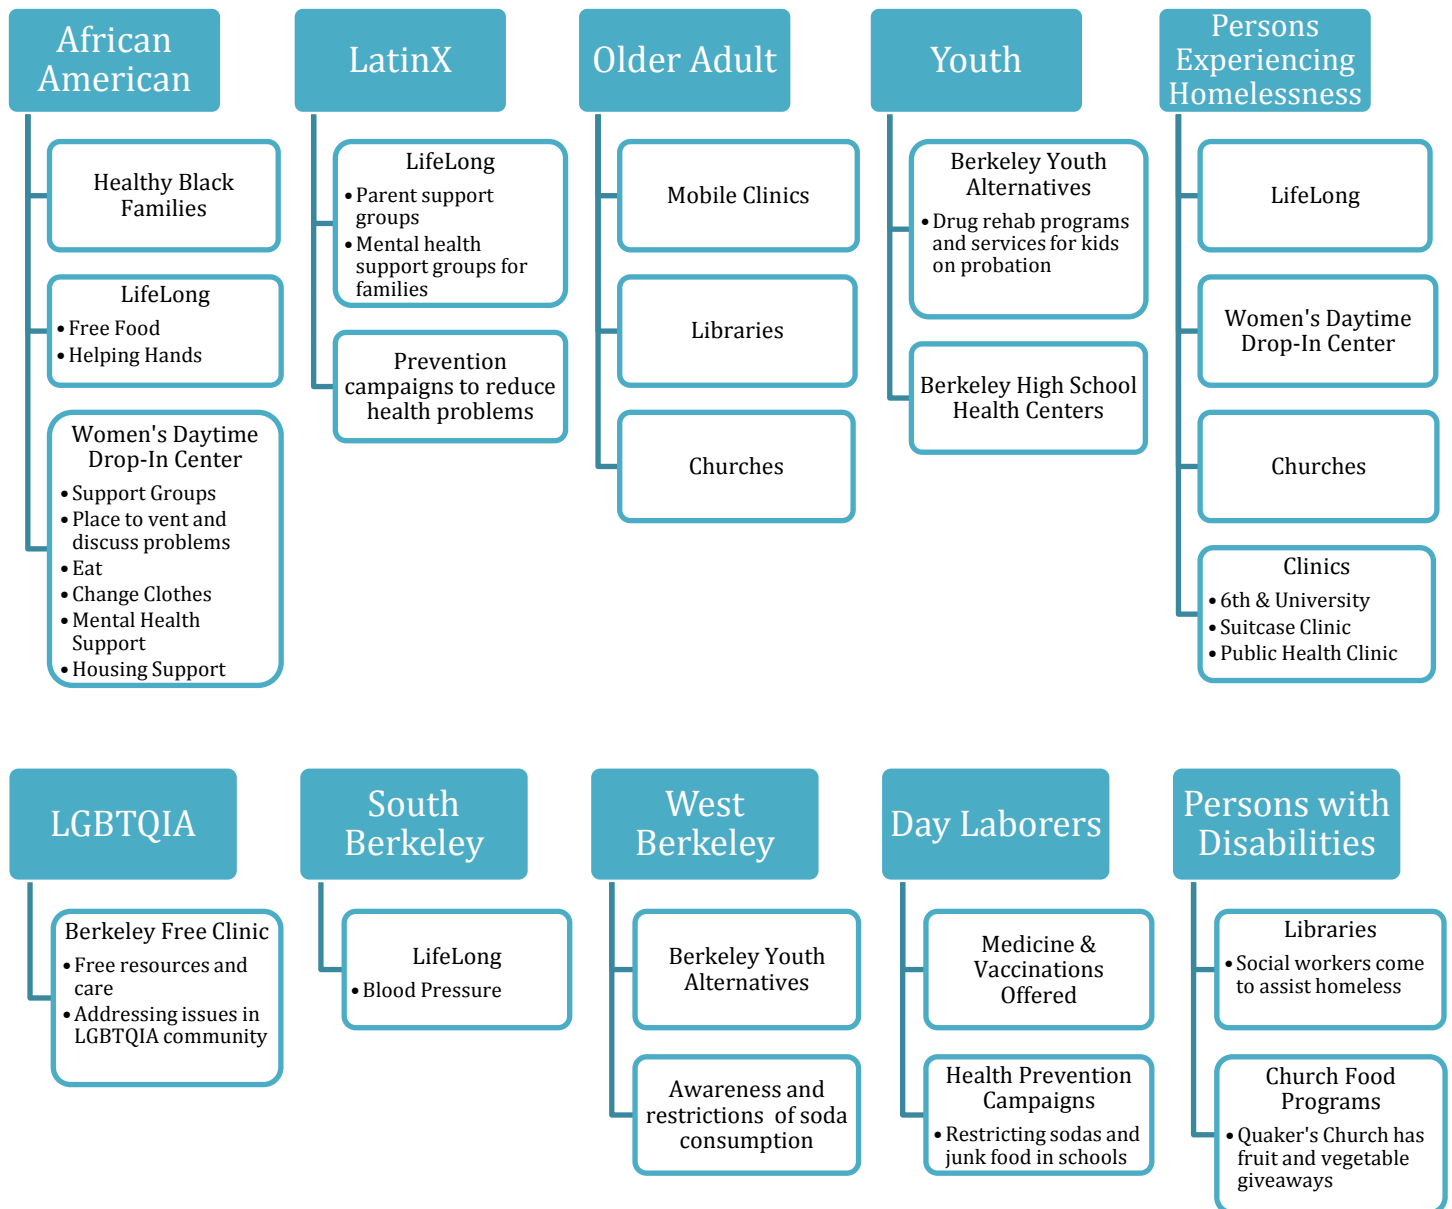 African
American
Healthy Black
Families
LifeLong
• Free Food
• Helping Hands
Women's Daytime
Drop-In Center
• Support Groups
• Place to vent and
discuss problems
• Eat
• Change Clothes
• Mental Health
Support
• Housing Support
LatinX
LifeLong
• Parent support
groups
• Mental health
support groups for
families
Prevention
campaigns to reduce
health problems
Older Adult
Mobile Clinics
Libraries
Churches
Youth
Berkeley Youth
Alternatives
• Drug rehab programs
and services for kids
on probation
Berkeley High School
Health Centers
Persons
Experiencing
Homelessness
LifeLong
Women's Daytime
Drop-In Center
Churches
Clinics
• 6th & University
• Suitcase Clinic
• Public Health Clinic
LGBTQIA
Berkeley Free Clinic
• Free resources and
care
• Addressing issues in
LGBTQIA community
South
Berkeley
LifeLong
• Blood Pressure
West
Berkeley
Berkeley Youth
Alternatives
Awareness and
restrictions of soda
consumption
Day Laborers
Medicine &
Vaccinations
Offered
Health Prevention
Campaigns
• Restricting sodas and
junk food in schools
Persons with
Disabilities
Libraries
• Social workers come
to assist homeless
Church Food
Programs
• Quaker's Church has
fruit and vegetable
giveaways